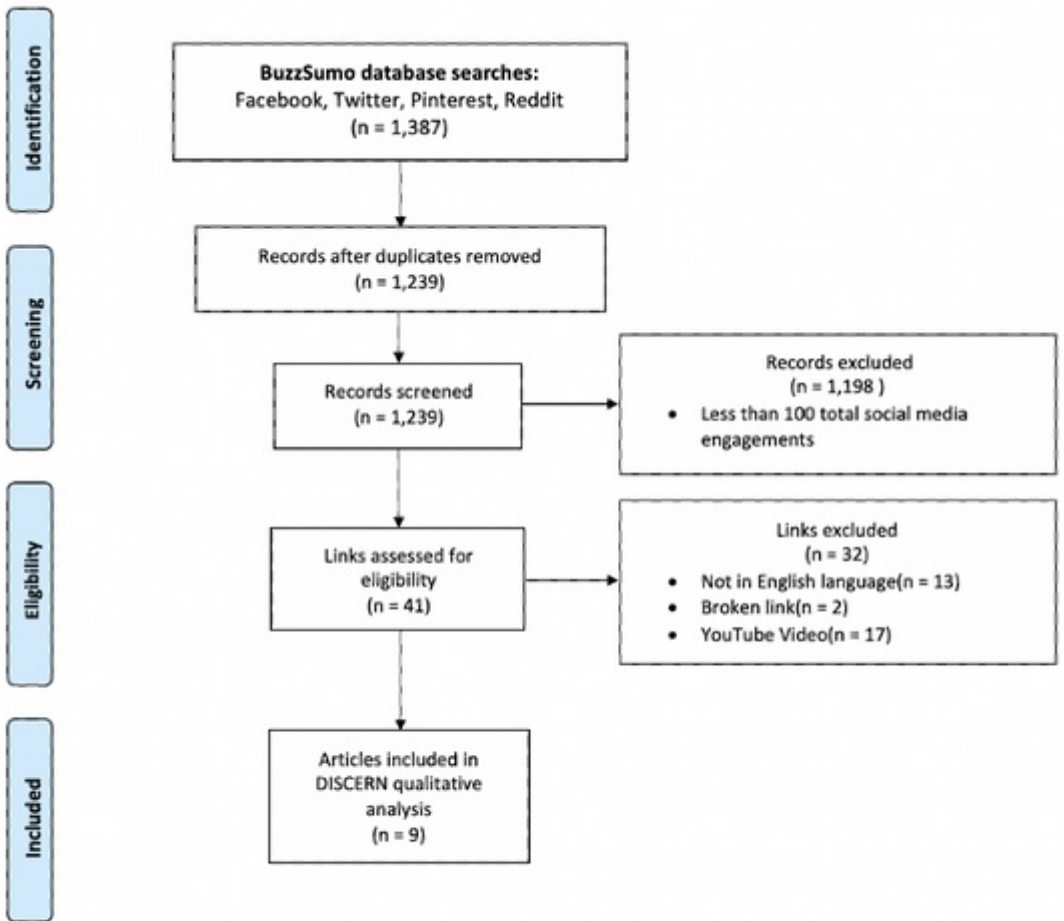 Identification
BuzzSumo database searches:
Facebook, Twitter, Pinterest, Reddit
(n = 1,387)
Screening
Records after duplicates removed
(n = 1,239)
Records screened
(n = 1,239)
Records excluded
(n = 1,198 )
• Less than 100 total social media
engagements
Eligibility
Links assessed for
eligibility
(n = 41)
Links excluded
(n = 32)
• Not in English language(n = 13)
• Broken link(n = 2)
• YouTube Video(n = 17)
Included
Articles included in
DISCERN qualitative
analysis
(n = 9)